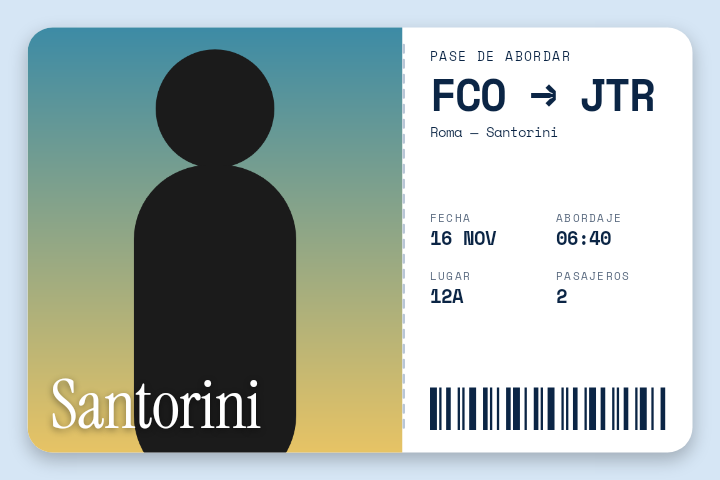 Santorini
PASE DE ABORDAR
FCO → JTR
Roma — Santorini
FECHA
16 NOV
ABORDAJE
06:40
LUGAR
12A
PASAJEROS
2